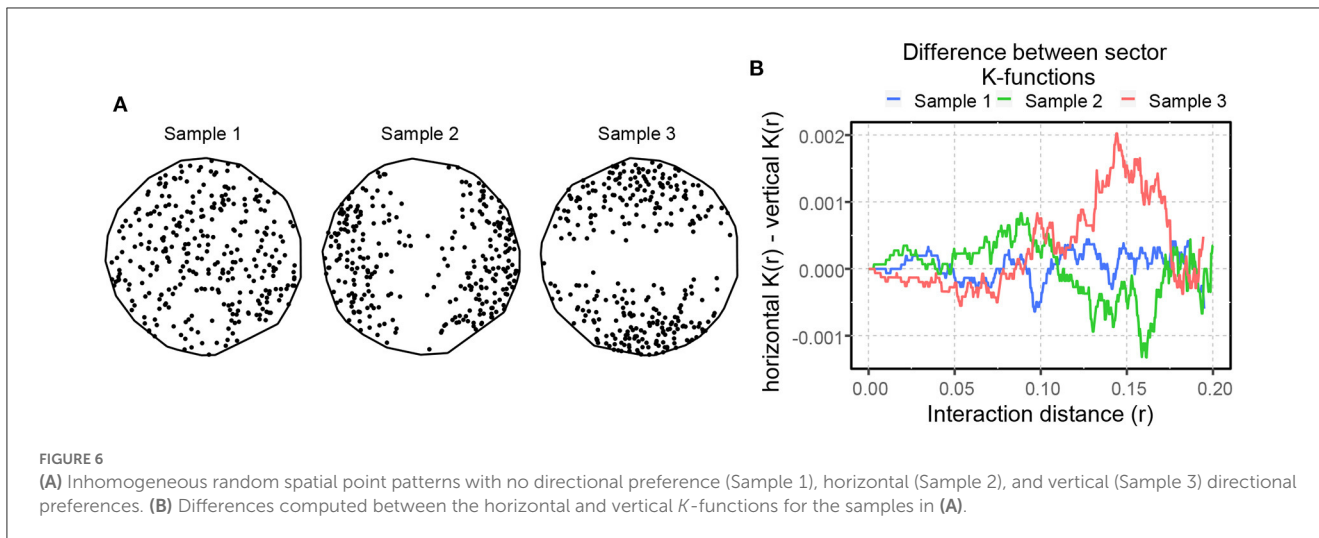 A
Sample 1
Sample 2
Sample 3
B
Difference between sector
K-functions
Sample 1
Sample 2
Sample 3
horizontal K(r) - vertical K(r)
0.002
0.001
0.000
-0.001
0.00
0.05
0.10
0.15
0.20
Interaction distance (r)
FIGURE 6
(A) Inhomogeneous random spatial point patterns with no directional preference (Sample 1), horizontal (Sample 2), and vertical (Sample 3) directional
preferences. (B) Differences computed between the horizontal and vertical K-functions for the samples in (A).